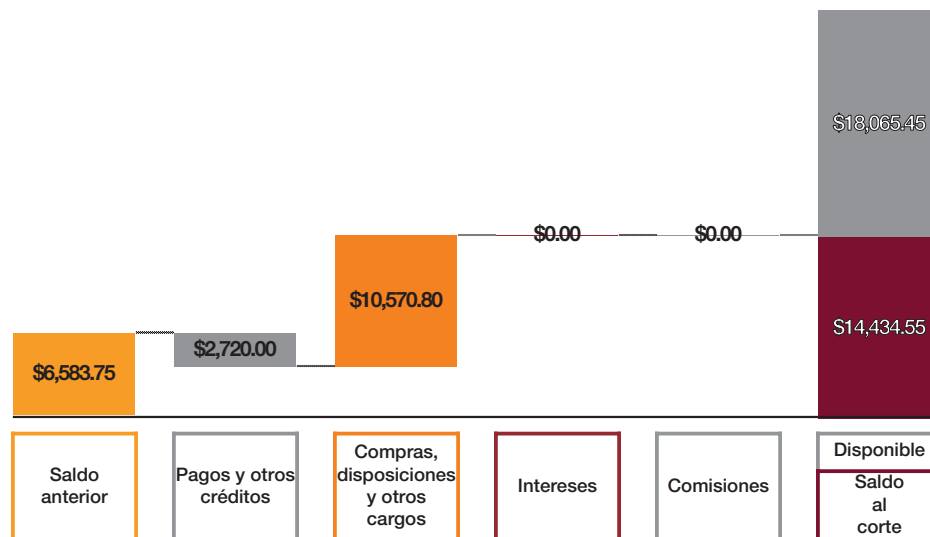 $18,065.45
$0.00
$0.00
$10,570.80
$14,434.55
$2,720.00
$6,583.75
Saldo
anterior
Pagos y otros
créditos
Compras,
disposiciones
y otros
cargos
Intereses
Comisiones
Disponible
Saldo
al
corte